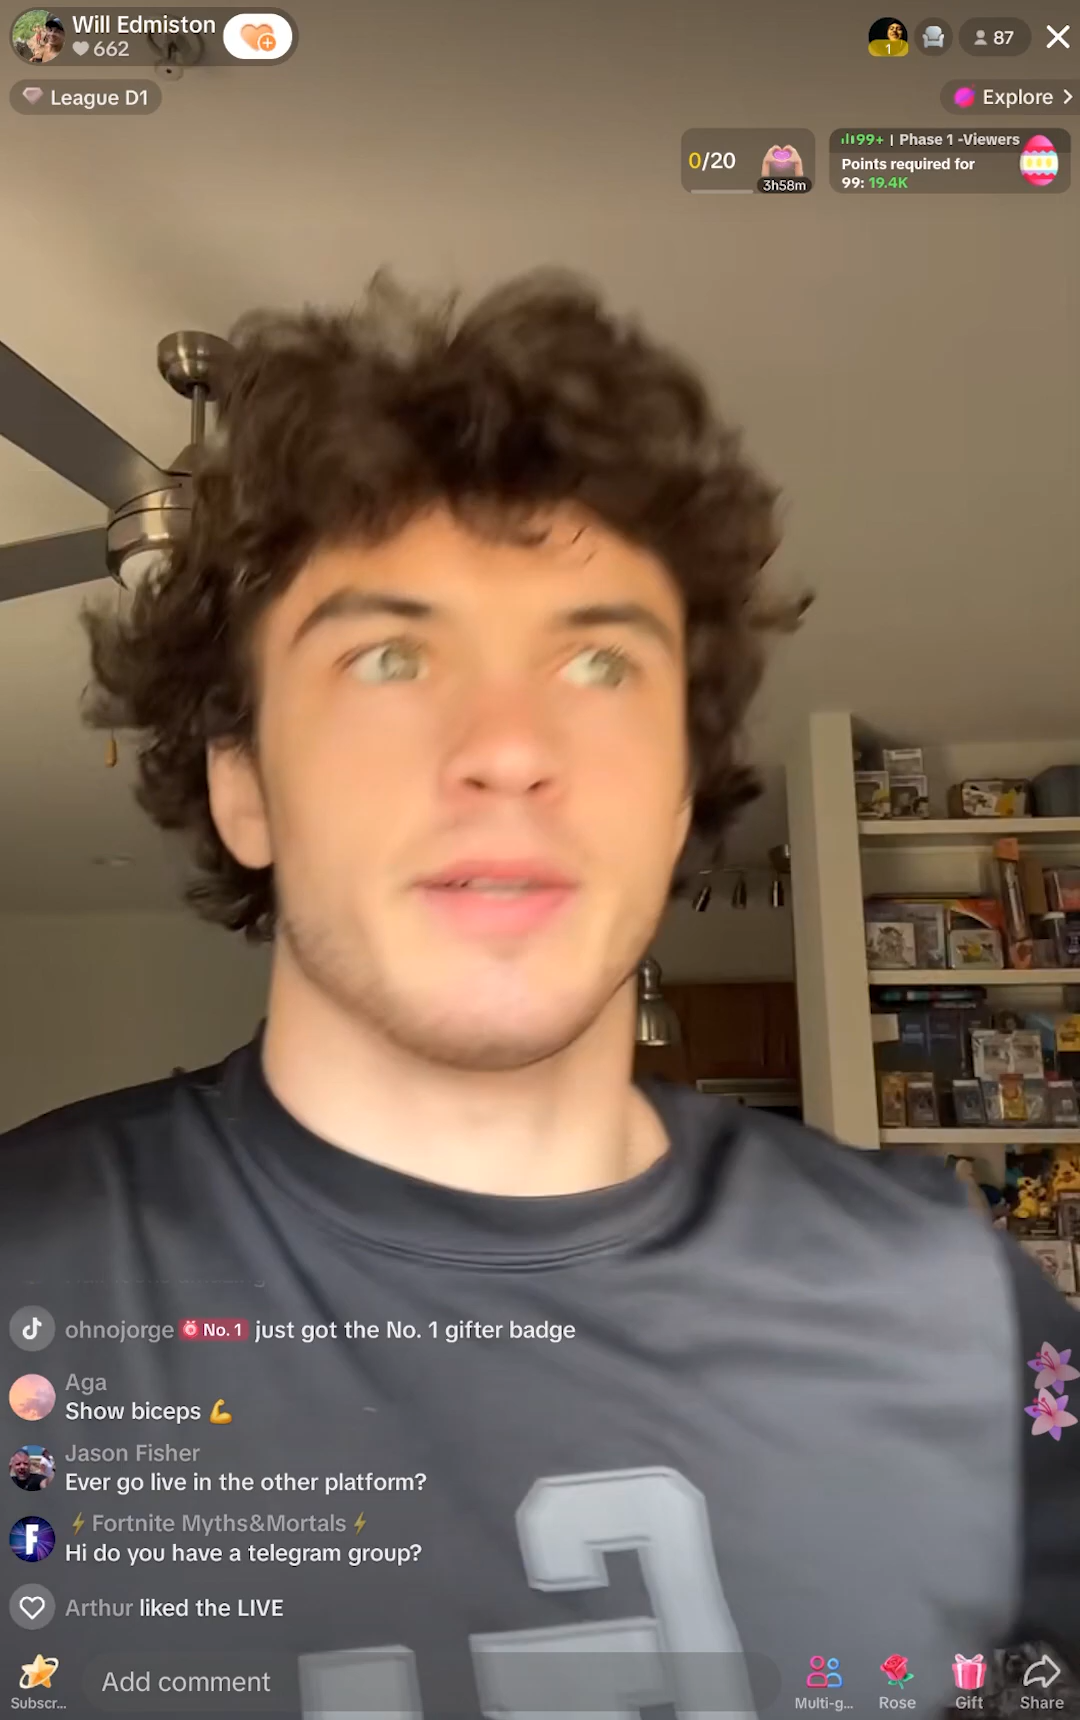 Will Edmiston
662
1
87
League D1
Explore
0/20
3h58m
99+ | Phase 1 -Viewers
Points required for
99: 19.4K
ohnojorge No. 1 just got the No. 1 gifter badge
Aga
Show biceps 💪
Jason Fisher
Ever go live in the other platform?
⚡Fortnite Myths&Mortals⚡
Hi do you have a telegram group?
Arthur liked the LIVE
Add comment
Subscr...
Multi-g...
Rose
Gift
Share